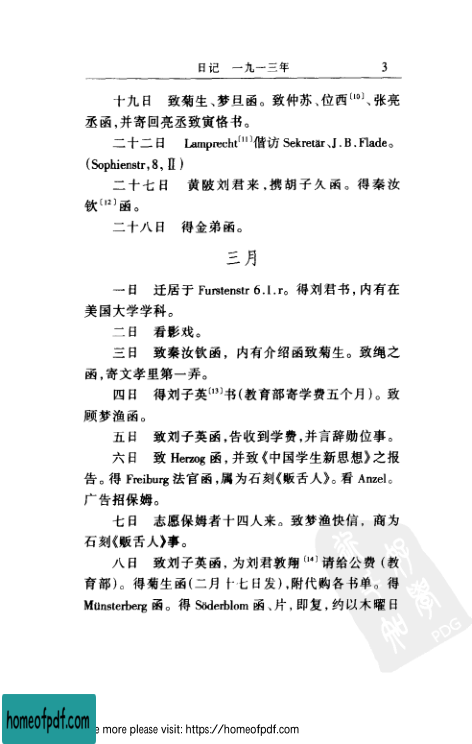 日记　一九一三年　3
十九日　致菊生、梦旦函。致仲苏、位西〔10〕、张亮
丞函,并寄回亮丞致寅恪书。
二十二日　Lamprecht〔11〕偕访 Sekretär、J.B.Flade。
(Sophienstr,8,Ⅱ)
二十七日　黄陂刘君来,携胡子久函。得秦汝
钦〔12〕函。
二十八日　得金弟函。
三月
一日　迁居于 Furstenstr 6.1.r。得刘君书,内有在
美国大学学科。
二日　看影戏。
三日　致秦汝钦函，内有介绍函致菊生。致绳之
函,寄文孝里第一弄。
四日　得刘子英〔13〕书(教育部寄学费五个月)。致
顾梦渔函。
五日　致刘子英函,告收到学费,并言辞勋位事。
六日　致 Herzog 函,并致《中国学生新思想》之报
告。得 Freiburg 法官函,属为石刻《贩舌人》。看 Anzel。
广告招保姆。
七日　志愿保姆者十四人来。致梦渔快信，商为
石刻《贩舌人》事。
八日　致刘子英函,为刘君敦翔〔14〕请给公费(教
育部)。得菊生函(二月十七日发),附代购各书单。得
Münsterberg 函。得 Söderblom 函、片,即复,约以木曜日
PDG
homeofpdf.com
e more please visit: https://homeofpdf.com